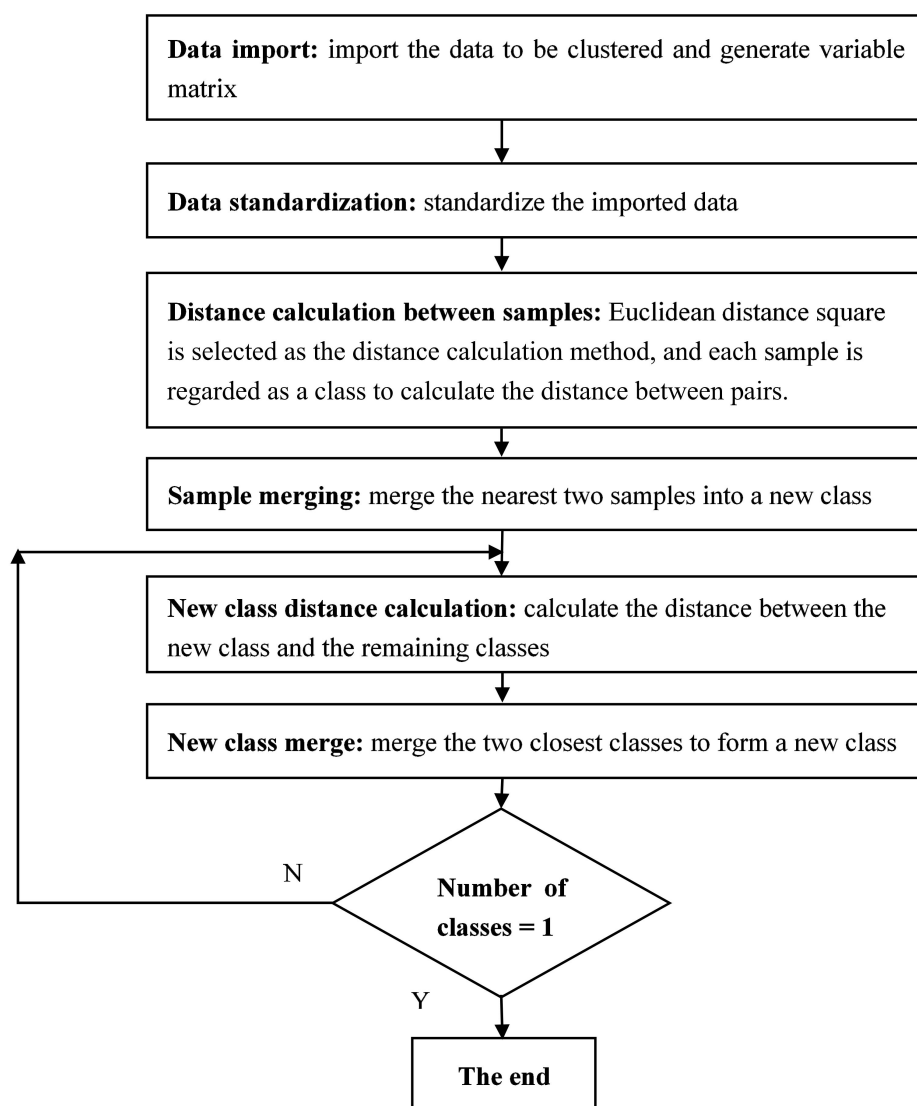 Data import: import the data to be clustered and generate variable
matrix
Data standardization: standardize the imported data
Distance calculation between samples: Euclidean distance square
is selected as the distance calculation method, and each sample is
regarded as a class to calculate the distance between pairs.
Sample merging: merge the nearest two samples into a new class
New class distance calculation: calculate the distance between the
new class and the remaining classes
New class merge: merge the two closest classes to form a new class
N
Number of
classes = 1
Y
The end